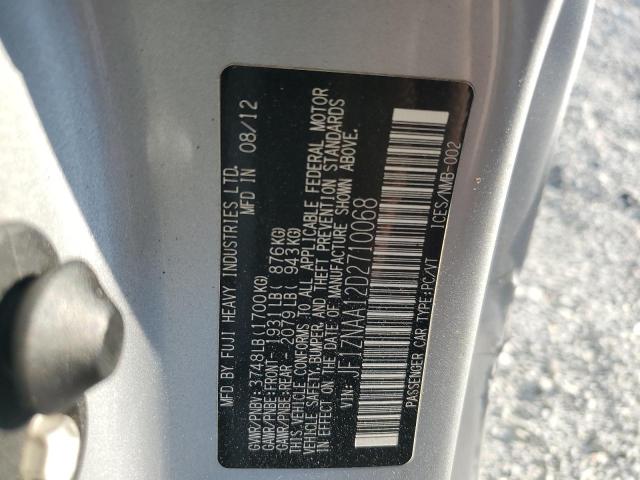 MFD BY FUJI HEAVY INDUSTRIES LTD. MFD IN 08/12
GVWR/PNBV:3748LB(1700KG)
GAWR/PNBE:FRONT 1931LB( 876KG)
GAWR/PNBE:REAR 2079LB( 943KG)
THIS VEHICLE CONFORMS TO ALL APPLICABLE FEDERAL MOTOR
VEHICLE SAFETY,BUMPER, AND THEFT PREVENTION STANDARDS
IN EFFECT ON THE DATE OF MANUFACTURE SHOWN ABOVE.
VIN: JF1ZNAA12D2710068
PASSENGER CAR TYPE:PC/VT ICES/NMB-002